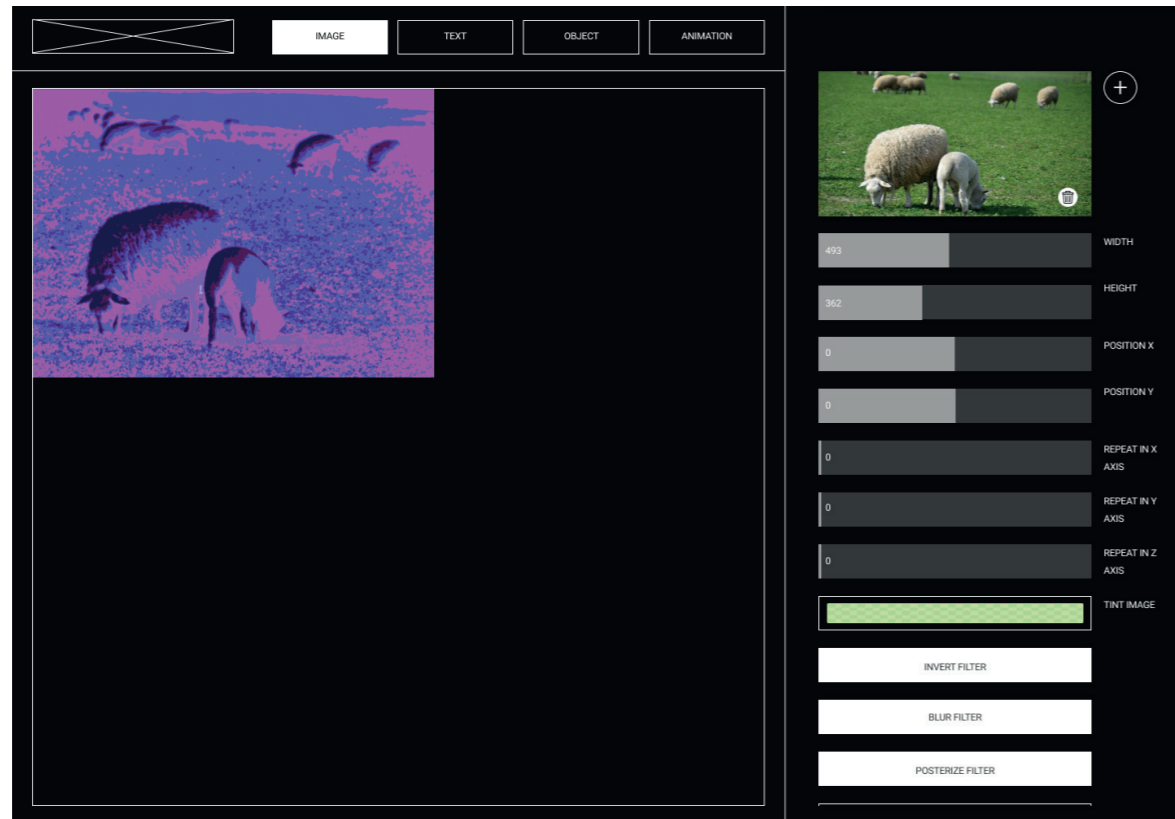 IMAGE
TEXT
OBJECT
ANIMATION
493
WIDTH
362
HEIGHT
0
POSITION X
0
POSITION Y
0
REPEAT IN X
AXIS
0
REPEAT IN Y
AXIS
0
REPEAT IN Z
AXIS
TINT IMAGE
INVERT FILTER
BLUR FILTER
POSTERIZE FILTER